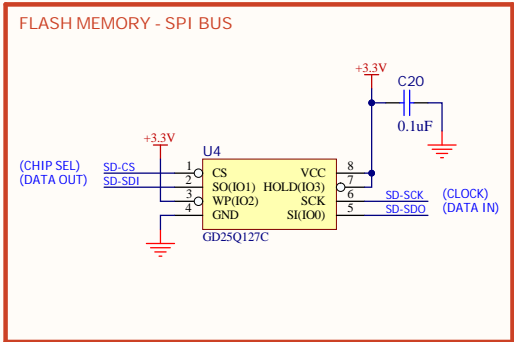 FLASH MEMORY - SPI BUS
+3.3V
C20
0.1uF
+3.3V
U4
(CHIP SEL) SD-CS 1 CS VCC 8
(DATA OUT) SD-SDI 2 SO(IO1) HOLD(IO3) 7
3 WP(IO2) SCK 6 SD-SCK (CLOCK)
4 GND SI(IO0) 5 SD-SDO (DATA IN)
GD25Q127C